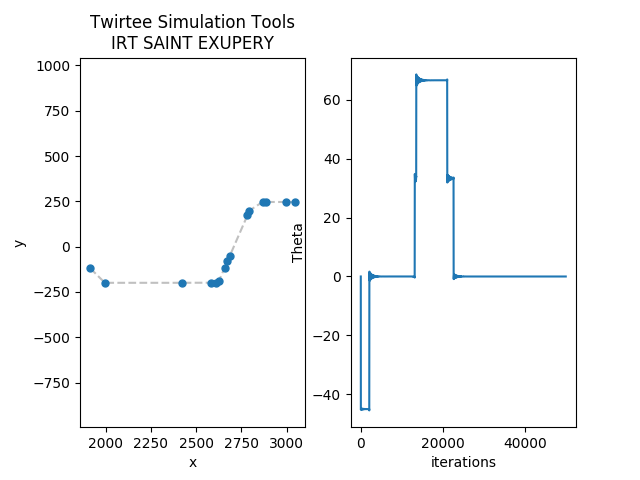 Twirtee Simulation Tools
IRT SAINT EXUPERY
1000
750
500
250
0
−250
−500
−750
y
2000 2250 2500 2750 3000
x
60
40
20
0
−20
−40
Theta
0 20000 40000
iterations